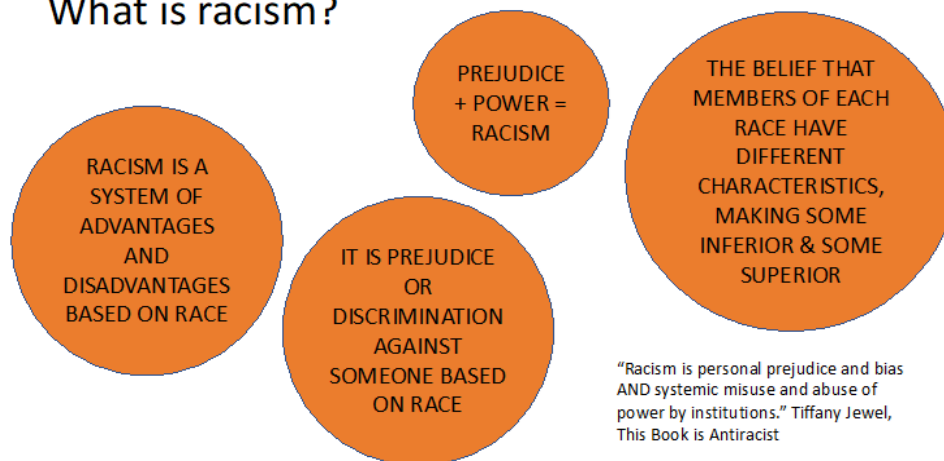 What is racism?
RACISM IS A
SYSTEM OF
ADVANTAGES
AND
DISADVANTAGES
BASED ON RACE
IT IS PREJUDICE
OR
DISCRIMINATION
AGAINST
SOMEONE BASED
ON RACE
PREJUDICE
+ POWER =
RACISM
THE BELIEF THAT
MEMBERS OF EACH
RACE HAVE
DIFFERENT
CHARACTERISTICS,
MAKING SOME
INFERIOR & SOME
SUPERIOR
“Racism is personal prejudice and bias
AND systemic misuse and abuse of
power by institutions.” Tiffany Jewel,
This Book is Antiracist